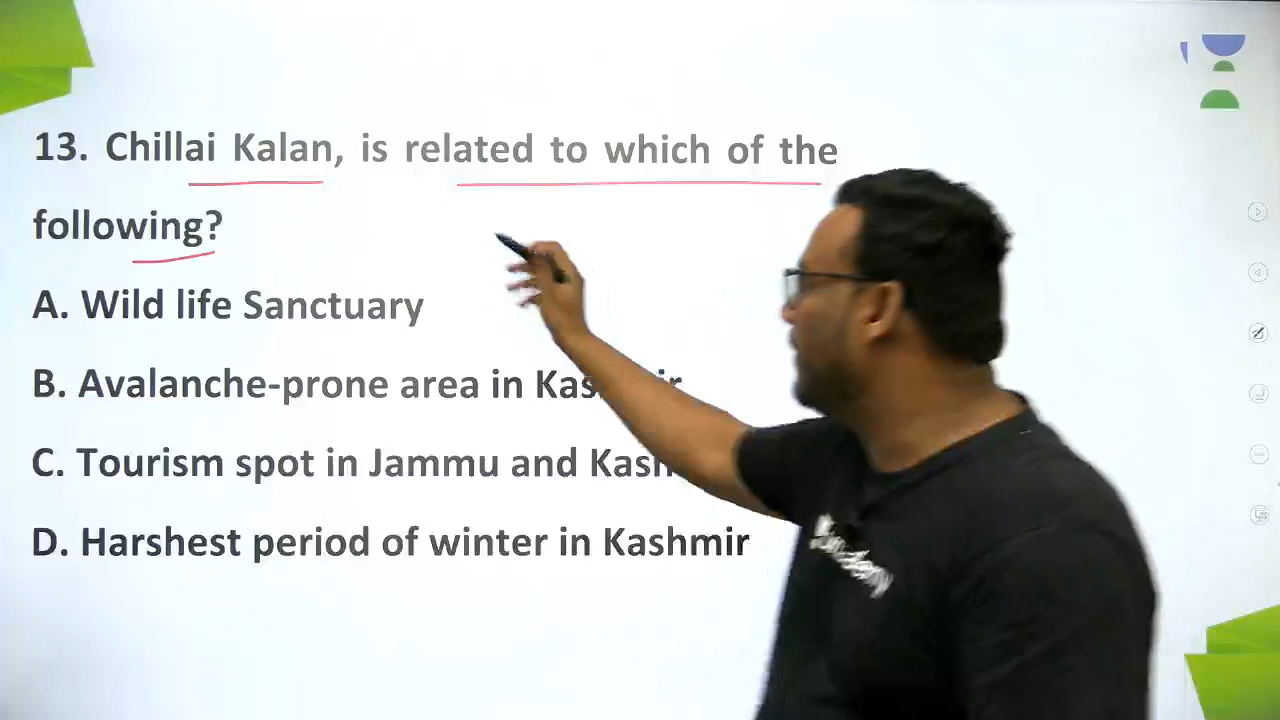 13. Chillai Kalan, is related to which of the
following?
A. Wild life Sanctuary
B. Avalanche-prone area in
C. Tourism spot in Jammu and
D. Harshest period of winter in Kashmir